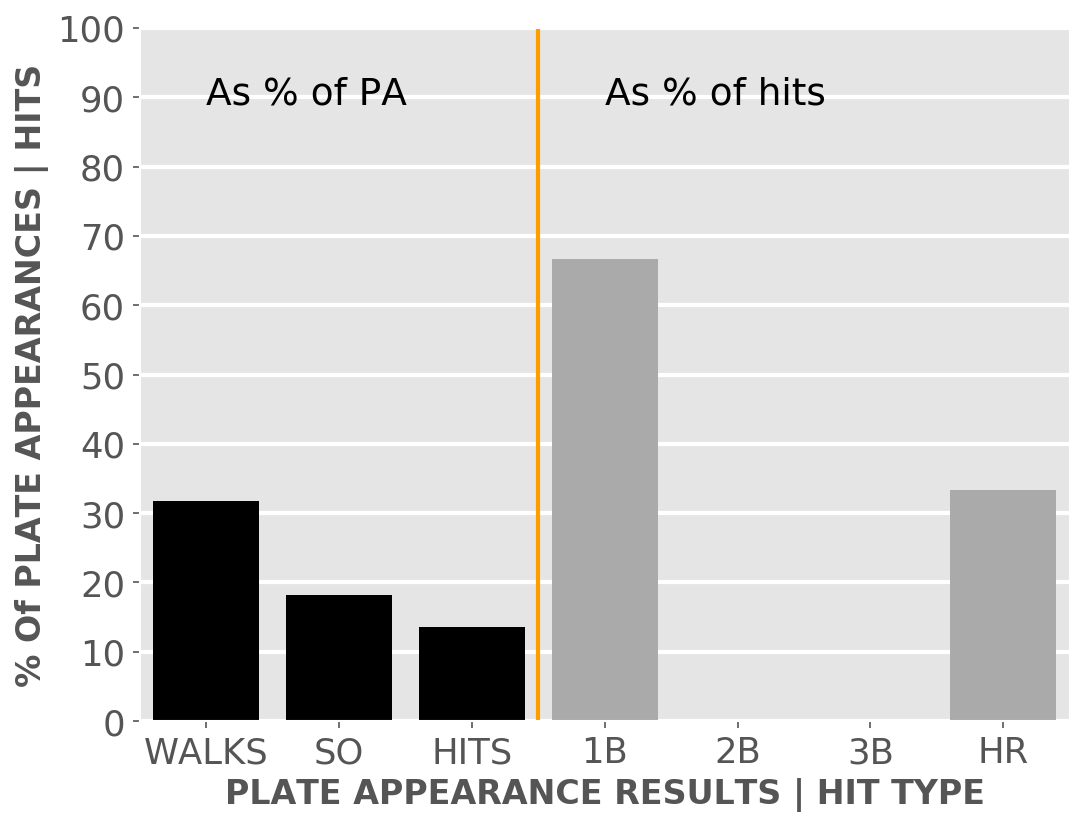 % Of PLATE APPEARANCES | HITS
100
90
80
70
60
50
40
30
20
10
0
As % of PA
As % of hits
WALKS SO HITS 1B 2B 3B HR
PLATE APPEARANCE RESULTS | HIT TYPE